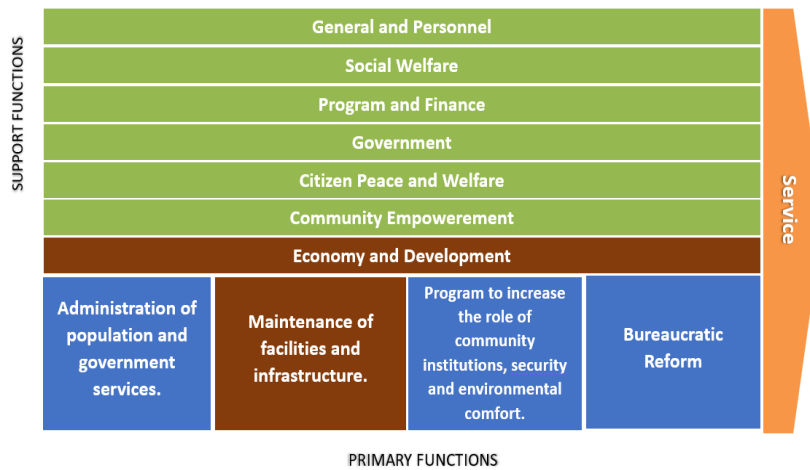 SUPPORT FUNCTIONS
General and Personnel
Social Welfare
Program and Finance
Government
Citizen Peace and Welfare
Community Empowerement
Economy and Development
Service
Administration of
population and
government
services.
Maintenance of
facilities and
infrastructure.
Program to increase
the role of
community
institutions, security
and environmental
comfort.
Bureaucratic
Reform
PRIMARY FUNCTIONS